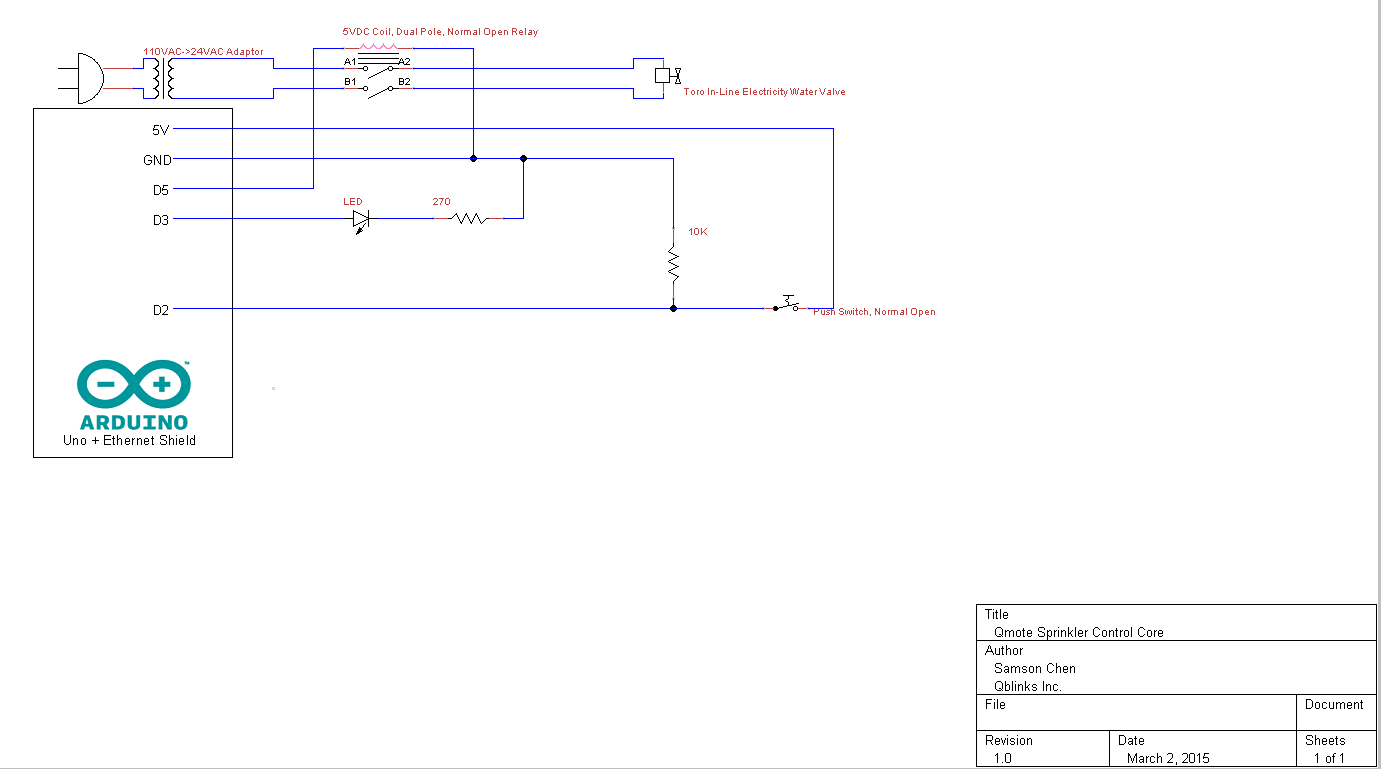 5VDC Coil, Dual Pole, Normal Open Relay
110VAC->24VAC Adaptor
A1 A2
B1 B2
Toro In-Line Electricity Water Valve
5V
GND
D5
LED 270
D3
10K
D2
Push Switch, Normal Open
™
ARDUINO
Uno + Ethernet Shield
Title
Qmote Sprinkler Control Core
Author
Samson Chen
Qblinks Inc.
File Document
Revision Date Sheets
1.0 March 2, 2015 1 of 1